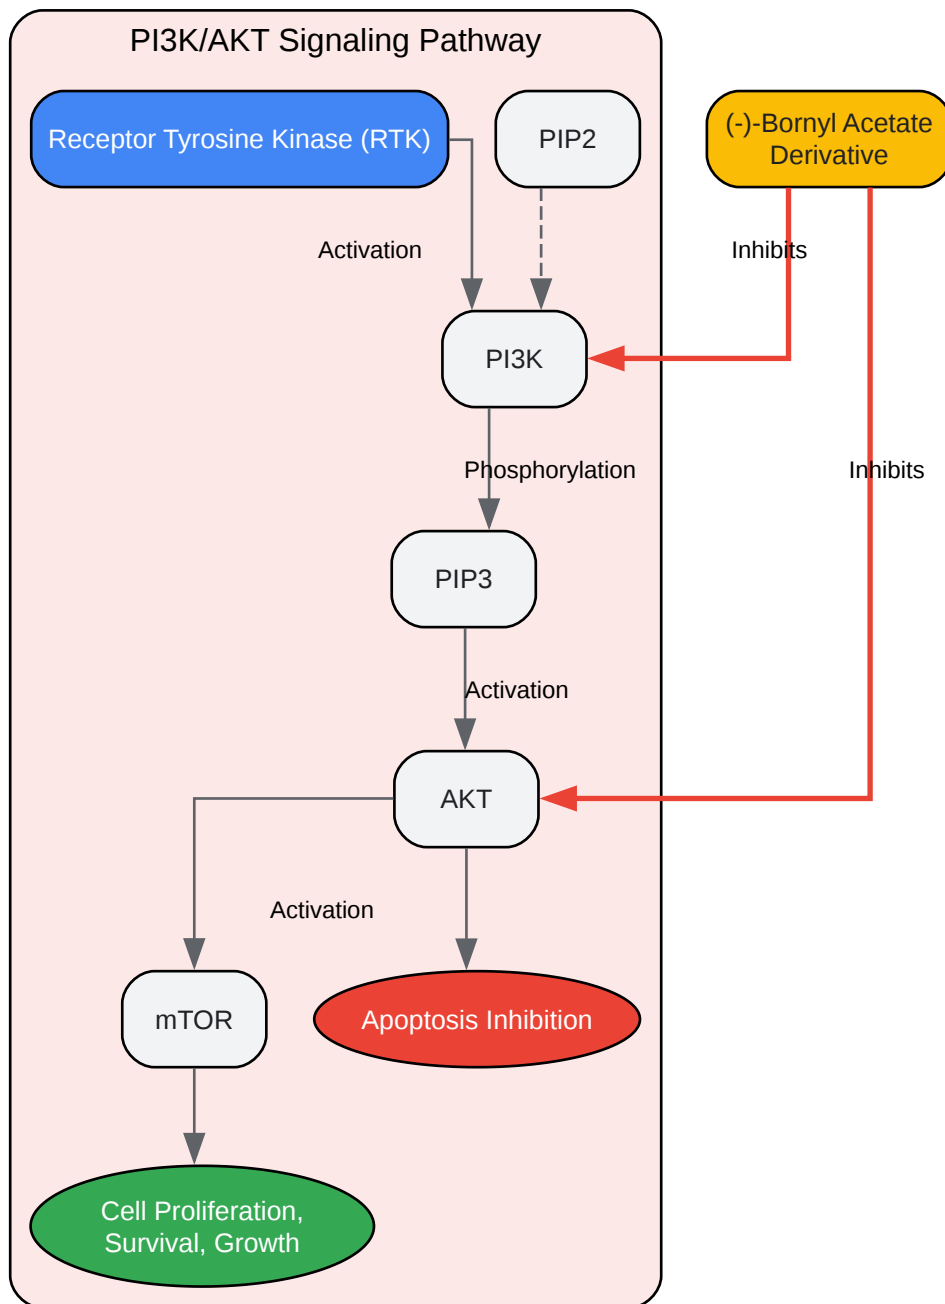 PI3K/AKT Signaling Pathway
Receptor Tyrosine Kinase (RTK)
PIP2
(-)-Bornyl Acetate
Derivative
Activation
Inhibits
PI3K
Phosphorylation
Inhibits
PIP3
Activation
AKT
Activation
mTOR
Apoptosis Inhibition
Cell Proliferation,
Survival, Growth